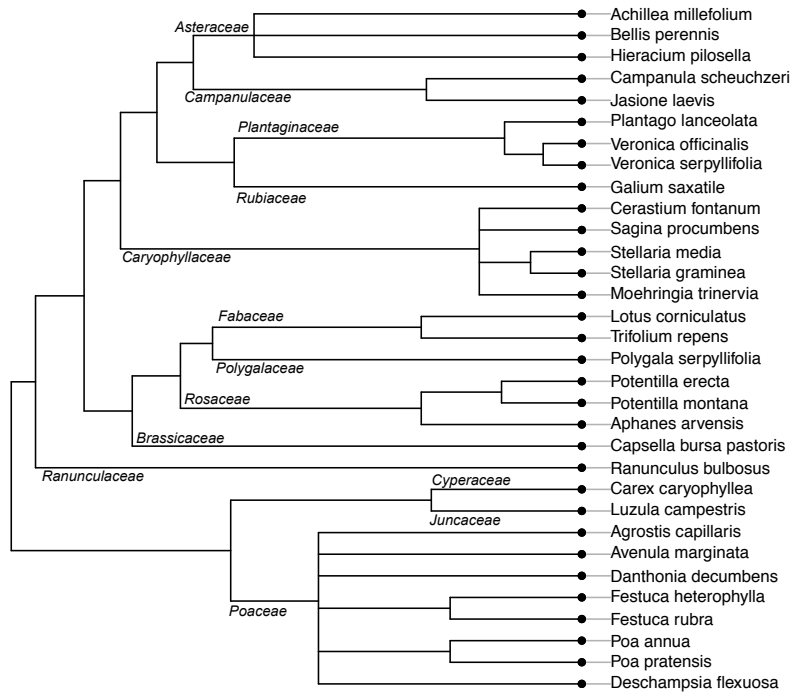 Achillea millefolium
Asteraceae
Bellis perennis
Hieracium pilosella
Campanula scheuchzeri
Campanulaceae
Jasione laevis
Plantago lanceolata
Plantaginaceae
Veronica officinalis
Veronica serpyllifolia
Galium saxatile
Rubiaceae
Cerastium fontanum
Sagina procumbens
Stellaria media
Caryophyllaceae
Stellaria graminea
Moehringia trinervia
Fabaceae
Lotus corniculatus
Trifolium repens
Polygala serpyllifolia
Polygalaceae
Potentilla erecta
Rosaceae
Potentilla montana
Aphanes arvensis
Brassicaceae
Capsella bursa pastoris
Ranunculus bulbosus
Ranunculaceae
Cyperaceae
Carex caryophyllea
Luzula campestris
Juncaceae
Agrostis capillaris
Avenula marginata
Danthonia decumbens
Festuca heterophylla
Poaceae
Festuca rubra
Poa annua
Poa pratensis
Deschampsia flexuosa